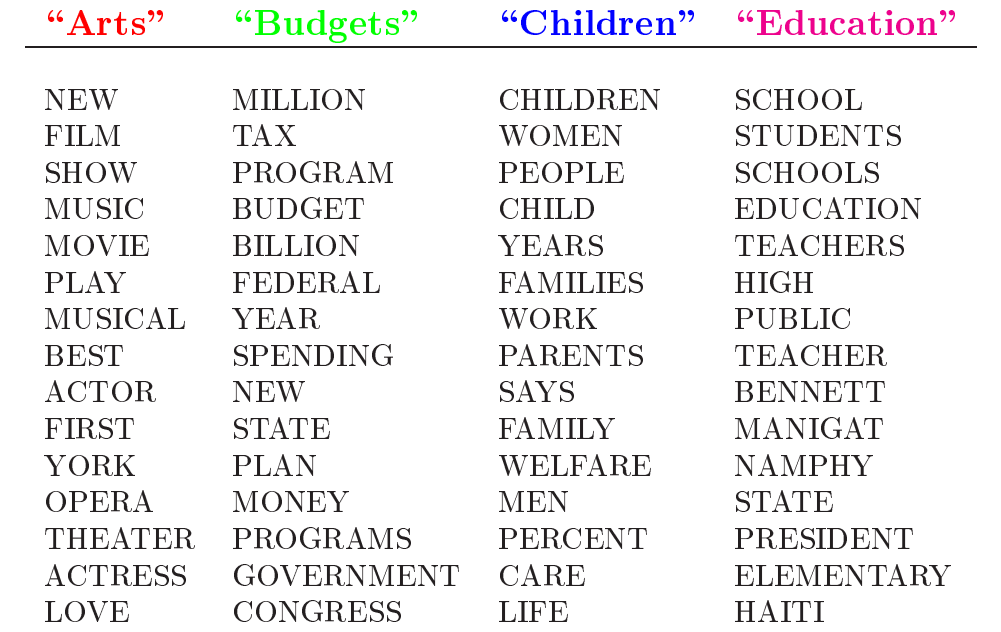 “Arts” “Budgets” “Children” “Education”
NEW MILLION CHILDREN SCHOOL
FILM TAX WOMEN STUDENTS
SHOW PROGRAM PEOPLE SCHOOLS
MUSIC BUDGET CHILD EDUCATION
MOVIE BILLION YEARS TEACHERS
PLAY FEDERAL FAMILIES HIGH
MUSICAL YEAR WORK PUBLIC
BEST SPENDING PARENTS TEACHER
ACTOR NEW SAYS BENNETT
FIRST STATE FAMILY MANIGAT
YORK PLAN WELFARE NAMPHY
OPERA MONEY MEN STATE
THEATER PROGRAMS PERCENT PRESIDENT
ACTRESS GOVERNMENT CARE ELEMENTARY
LOVE CONGRESS LIFE HAITI